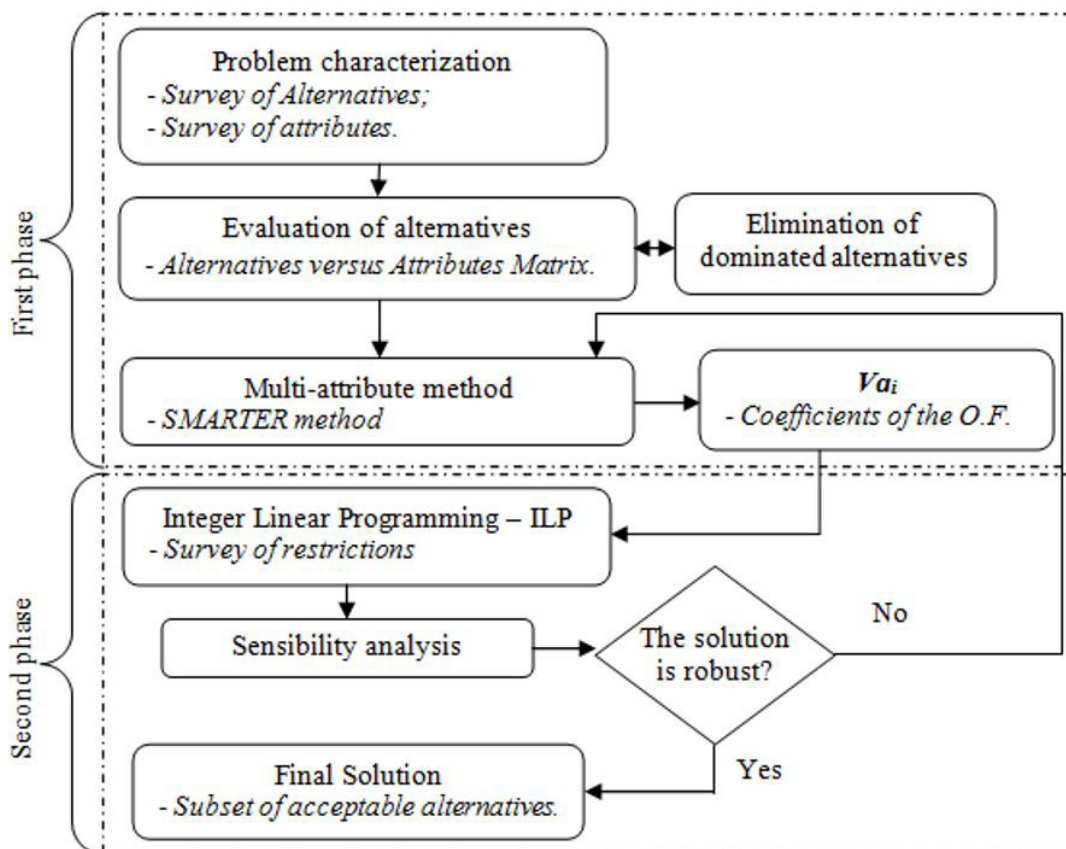 First phase
Problem characterization
- Survey of Alternatives;
- Survey of attributes.
Evaluation of alternatives
- Alternatives versus Attributes Matrix.
Elimination of
dominated alternatives
Multi-attribute method
- SMARTER method
Vai
- Coefficients of the O.F.
Second phase
Integer Linear Programming – ILP
- Survey of restrictions
Sensibility analysis
The solution
is robust?
No
Yes
Final Solution
- Subset of acceptable alternatives.